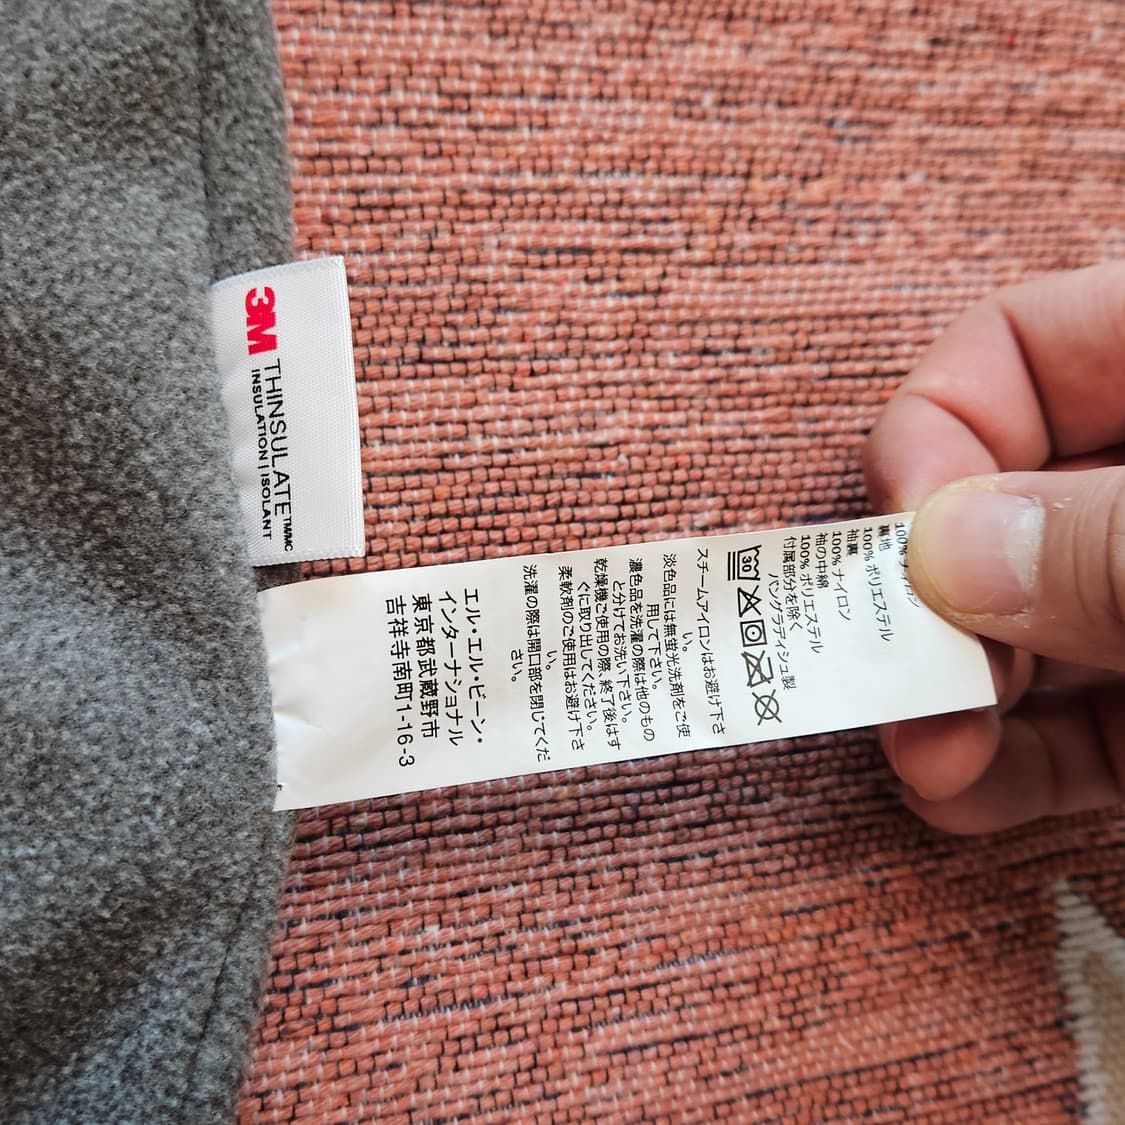 3M THINSULATE™MC
INSULATION | ISOLANT
100% ナイロン
裏地
100% ポリエステル
袖裏
100% ナイロン
袖の中綿
100% ポリエステル
付属部分を除く
バングラディシュ製
30
スチームアイロンはお避け下さ
い。
淡色品には無蛍光洗剤をご使
用して下さい。
濃色品を洗濯の際は他のもの
と分けてお洗い下さい。
乾燥機ご使用の際、終了後はす
ぐに取り出してください。
柔軟剤のご使用はお避け下さ
い。
洗濯の際は開口部を閉じてくだ
さい。
エル・エル・ビーン・
インターナショナル
東京都武蔵野市
吉祥寺南町1-16-3